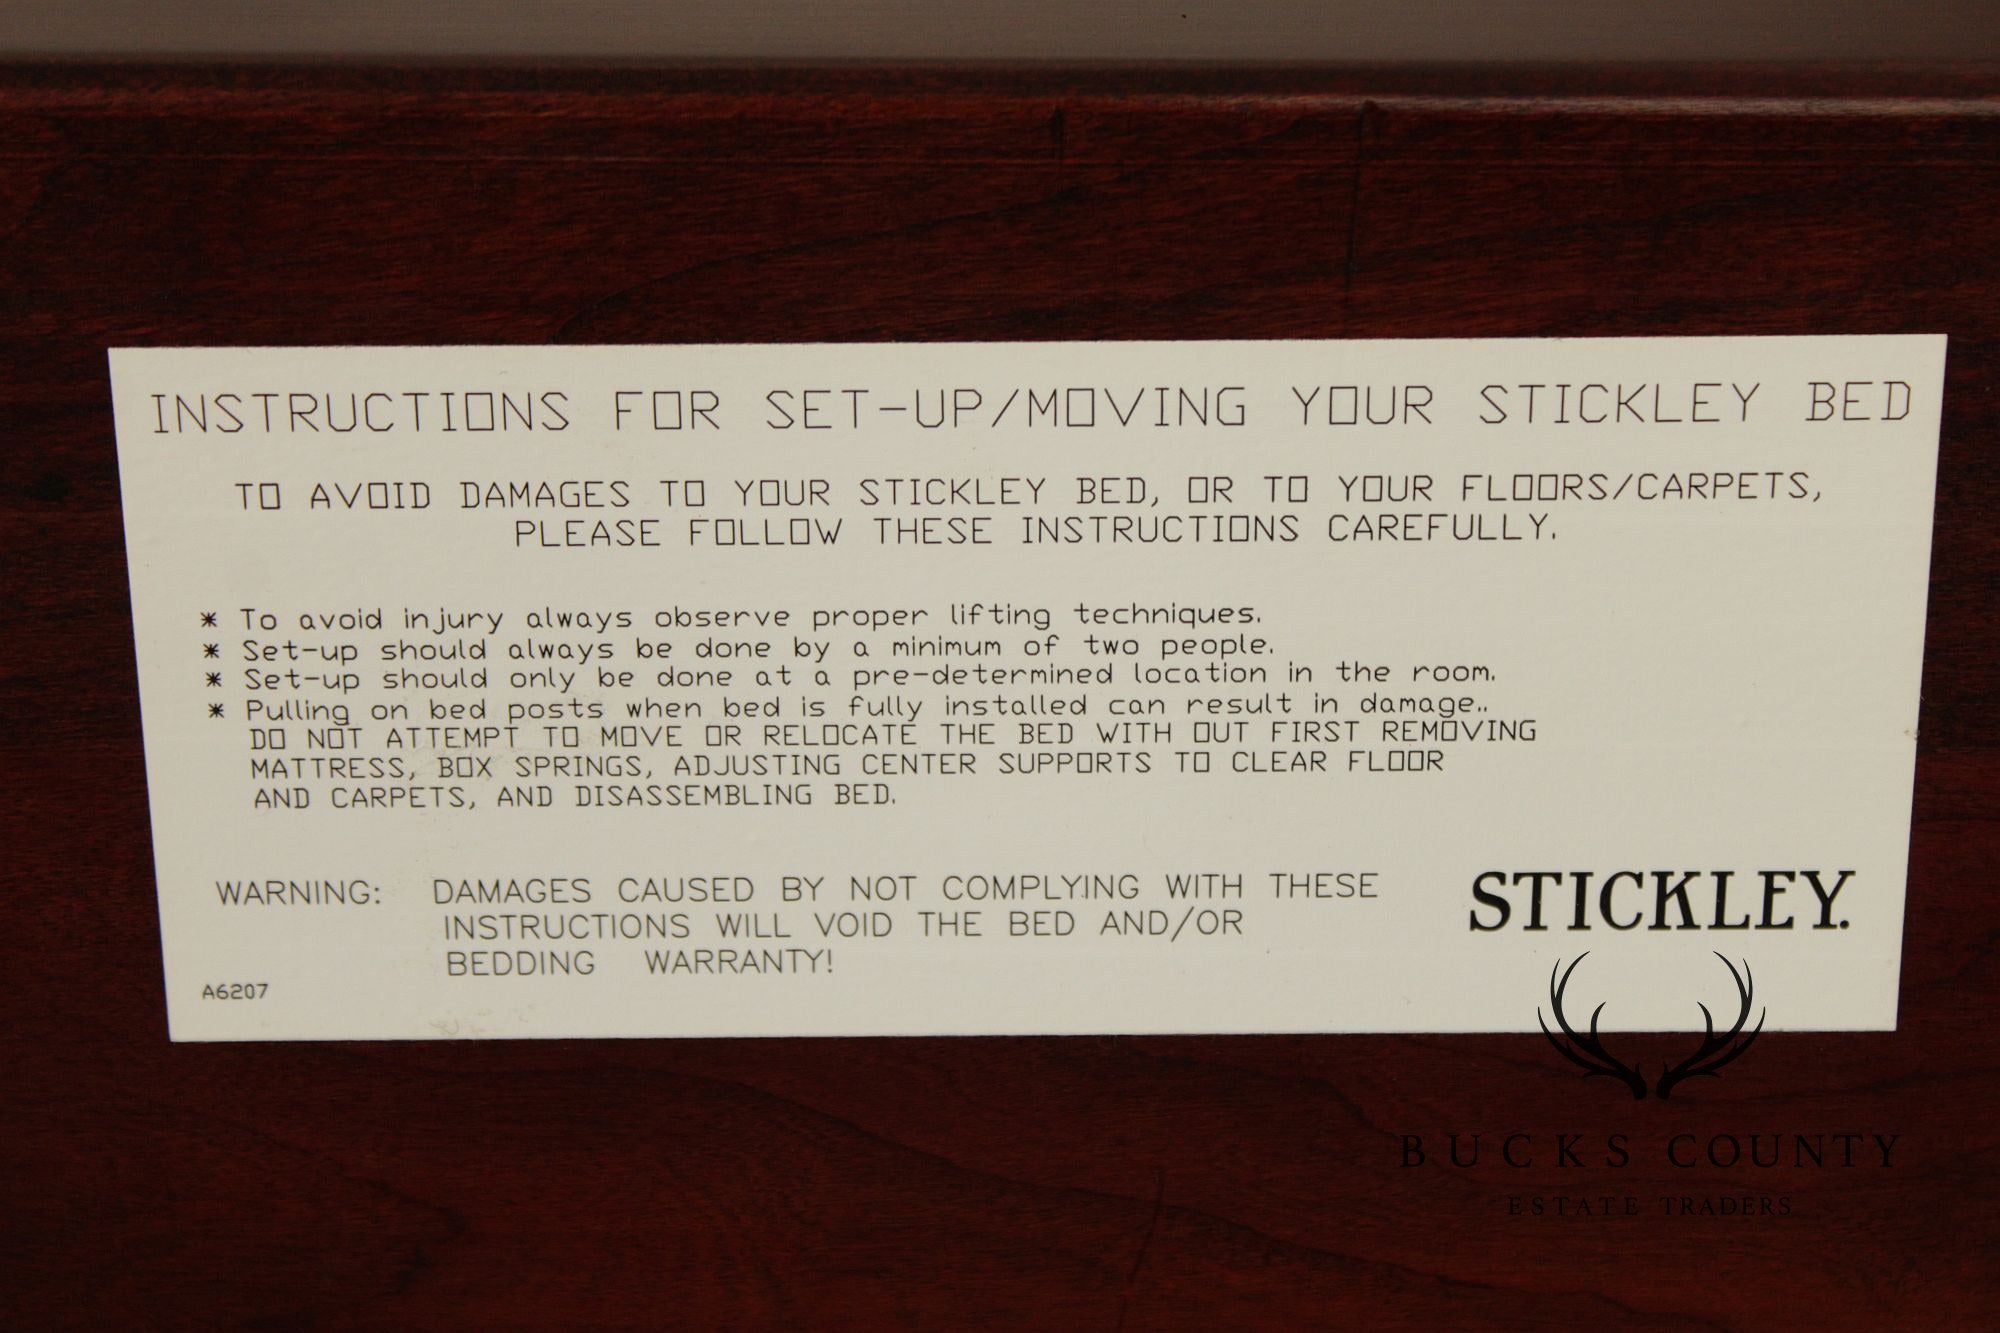 INSTRUCTIONS FOR SET-UP/MOVING YOUR STICKLEY BED
TO AVOID DAMAGES TO YOUR STICKLEY BED, OR TO YOUR FLOORS/CARPETS,
PLEASE FOLLOW THESE INSTRUCTIONS CAREFULLY.
* To avoid injury always observe proper lifting techniques.
* Set-up should always be done by a minimum of two people.
* Set-up should only be done at a pre-determined location in the room.
* Pulling on bed posts when bed is fully installed can result in damage..
DO NOT ATTEMPT TO MOVE OR RELOCATE THE BED WITH OUT FIRST REMOVING
MATTRESS, BOX SPRINGS, ADJUSTING CENTER SUPPORTS TO CLEAR FLOOR
AND CARPETS, AND DISASSEMBLING BED.
WARNING: DAMAGES CAUSED BY NOT COMPLYING WITH THESE
INSTRUCTIONS WILL VOID THE BED AND/OR
BEDDING WARRANTY!
STICKLEY.
A6207
BUCKS COUNTY
ESTATE TRADERS